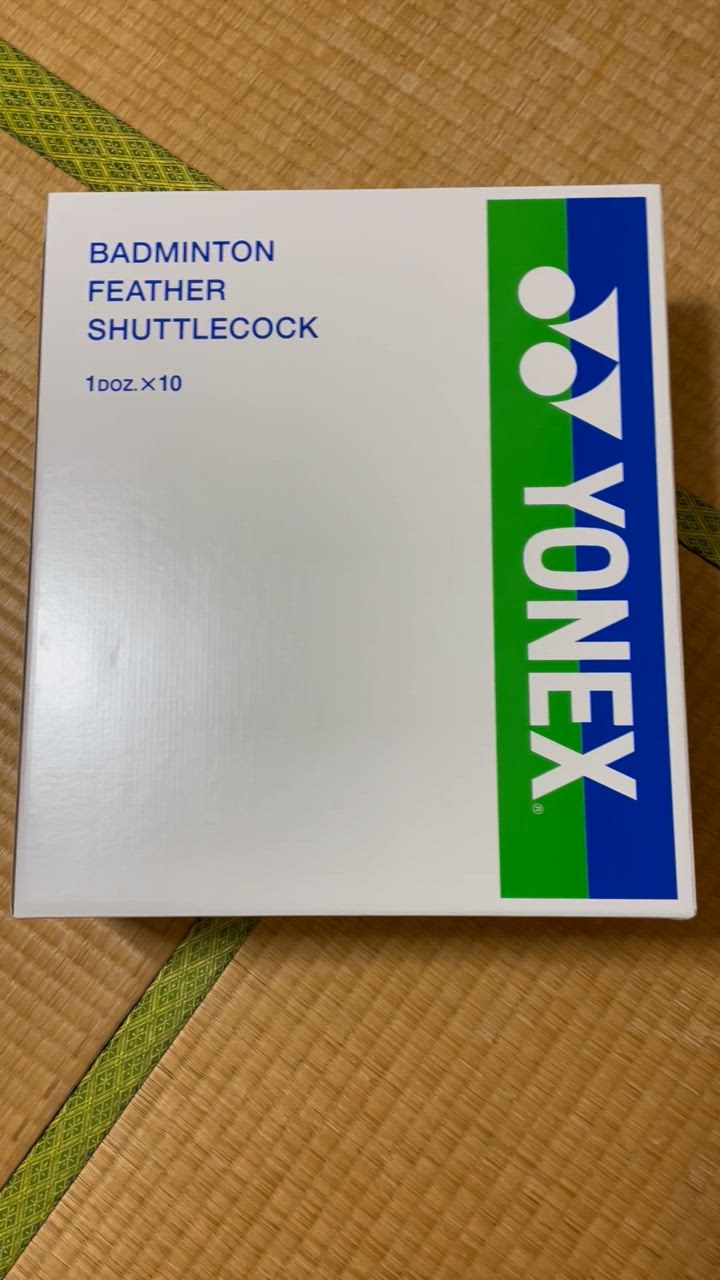 BADMINTON
FEATHER
SHUTTLECOCK
1DOZ.×10
YONEX®